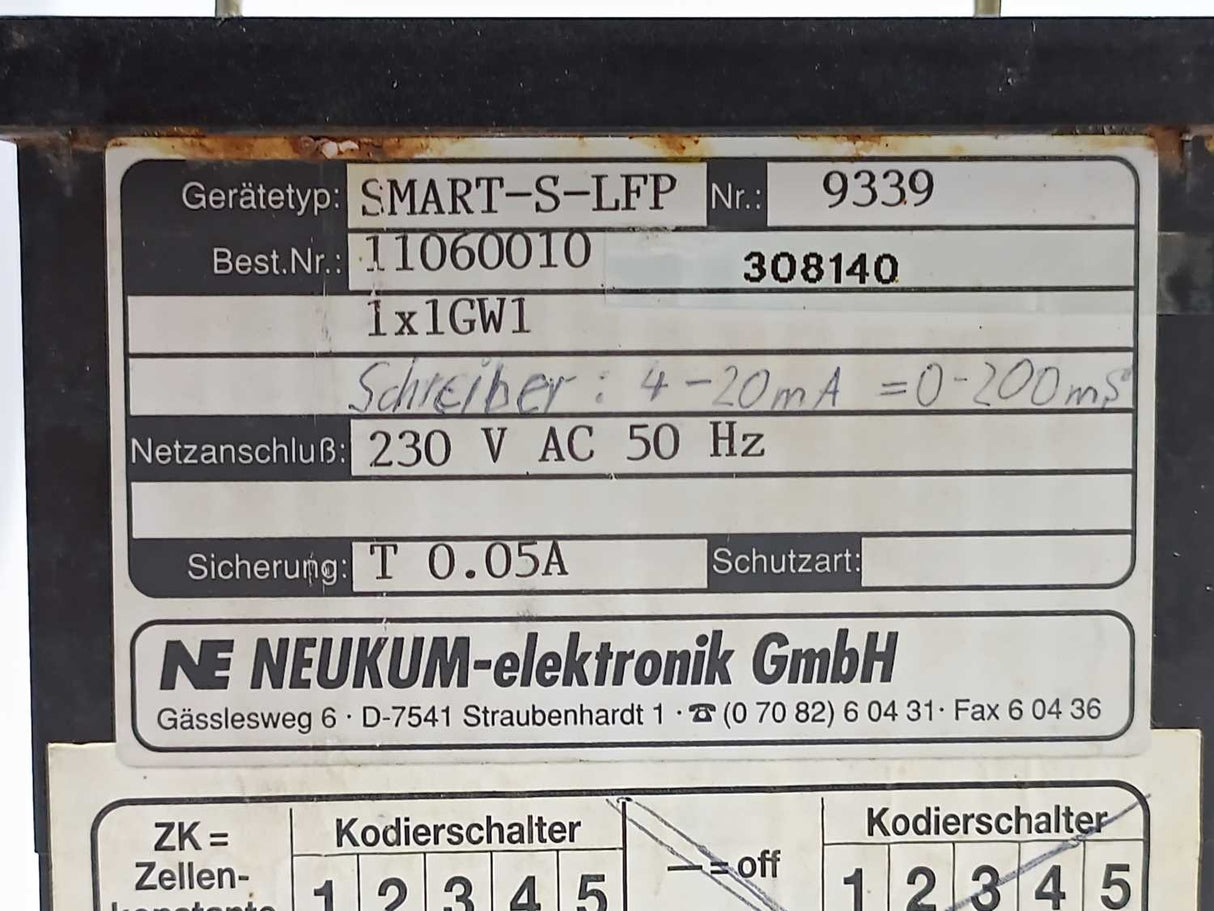 Gerätetyp: SMART-S-LFP Nr.: 9339
Best.Nr.: 11060010 308140
1x1GW1
Schreiber: 4-20mA = 0-200mS
Netzanschluß: 230 V AC 50 Hz
Sicherung: T 0.05A Schutzart:
NE NEUKUM-elektronik GmbH
Gässlesweg 6 · D-7541 Straubenhardt 1 · ☎ (0 70 82) 6 04 31· Fax 6 04 36
ZK = Kodierschalter — = off Kodierschalter
Zellen- 1 2 3 4 5 1 2 3 4 5
konstante